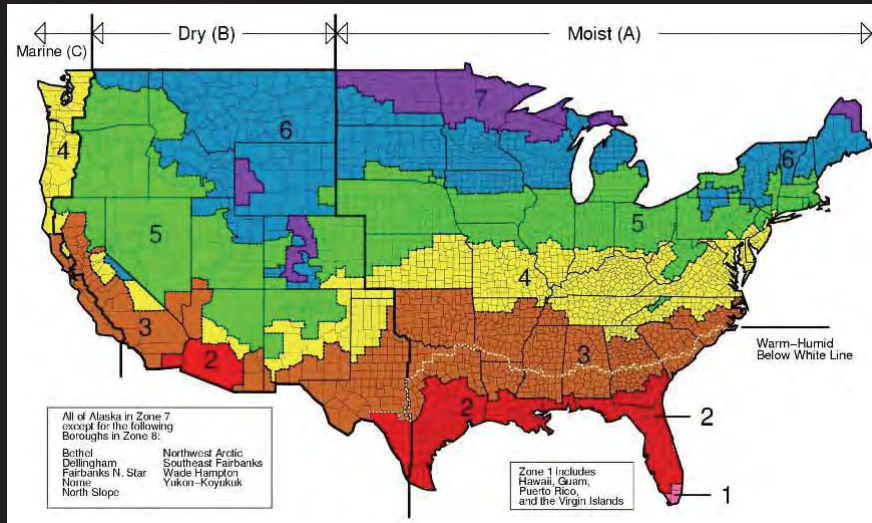 Dry (B)
Moist (A)
Marine (C)
7
6
6
4
5
5
4
3
3
2
2
2
1
Warm-Humid
Below White Line
All of Alaska in Zone 7
except for the following
Boroughs in Zone 8:
Bethel Northwest Arctic
Dellingham Southeast Fairbanks
Fairbanks N. Star Wade Hampton
Nome Yukon-Koyukuk
North Slope
Zone 1 includes
Hawaii, Guam,
Puerto Rico,
and the Virgin Islands